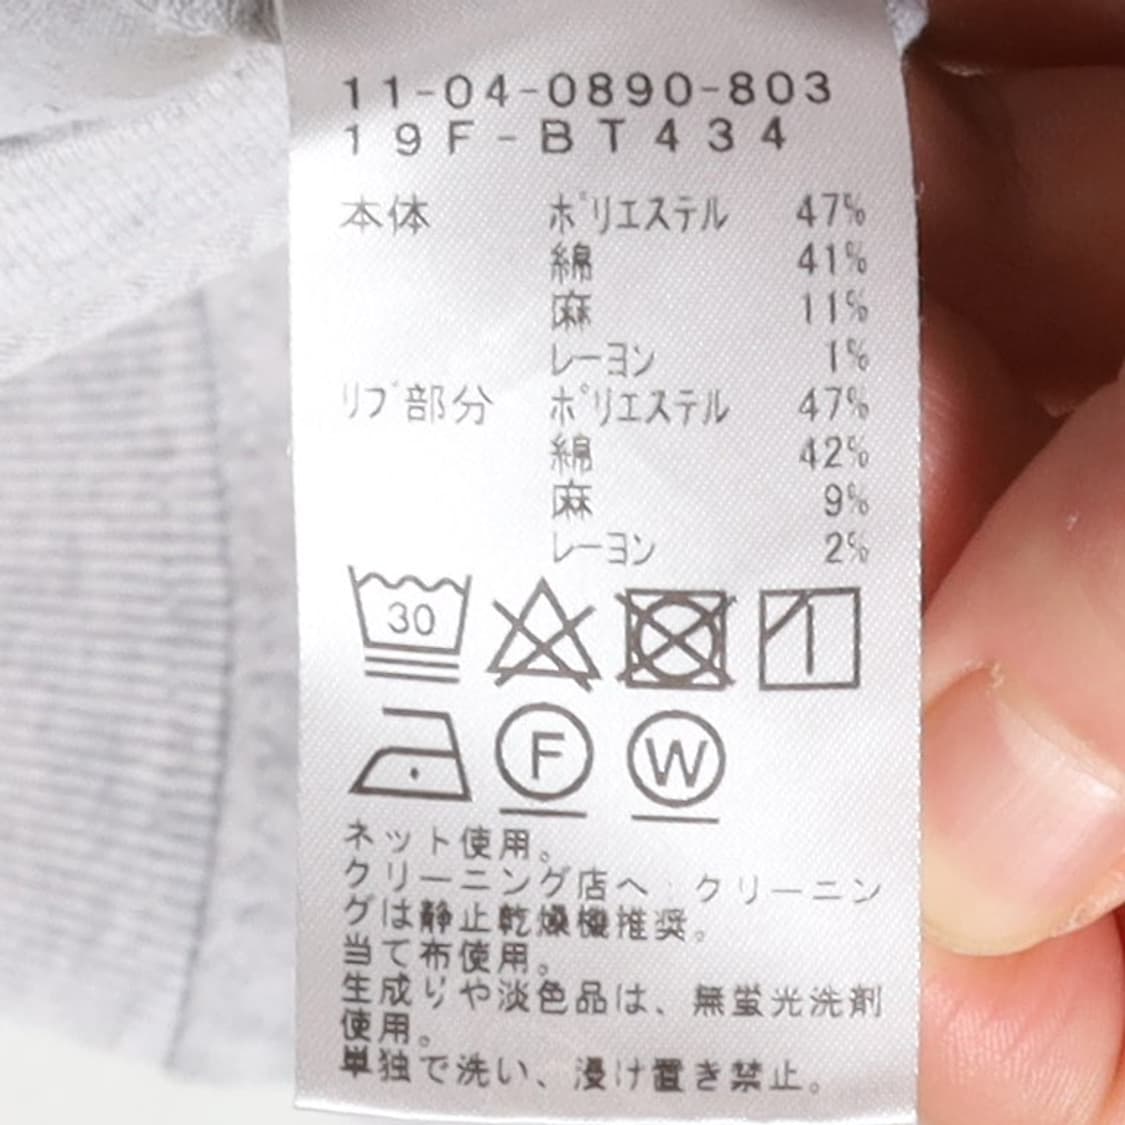 11-04-0890-803
19F-BT434
本体 ポリエステル 47%
綿 41%
麻 11%
レーヨン 1%
リブ部分 ポリエステル 47%
綿 42%
麻 9%
レーヨン 2%
30
F W
ネット使用。
クリーニング店へ・クリーニン
グは静止乾燥機推奨。
当て布使用。
生成りや淡色品は、無蛍光洗剤
使用。
単独で洗い、浸け置き禁止。